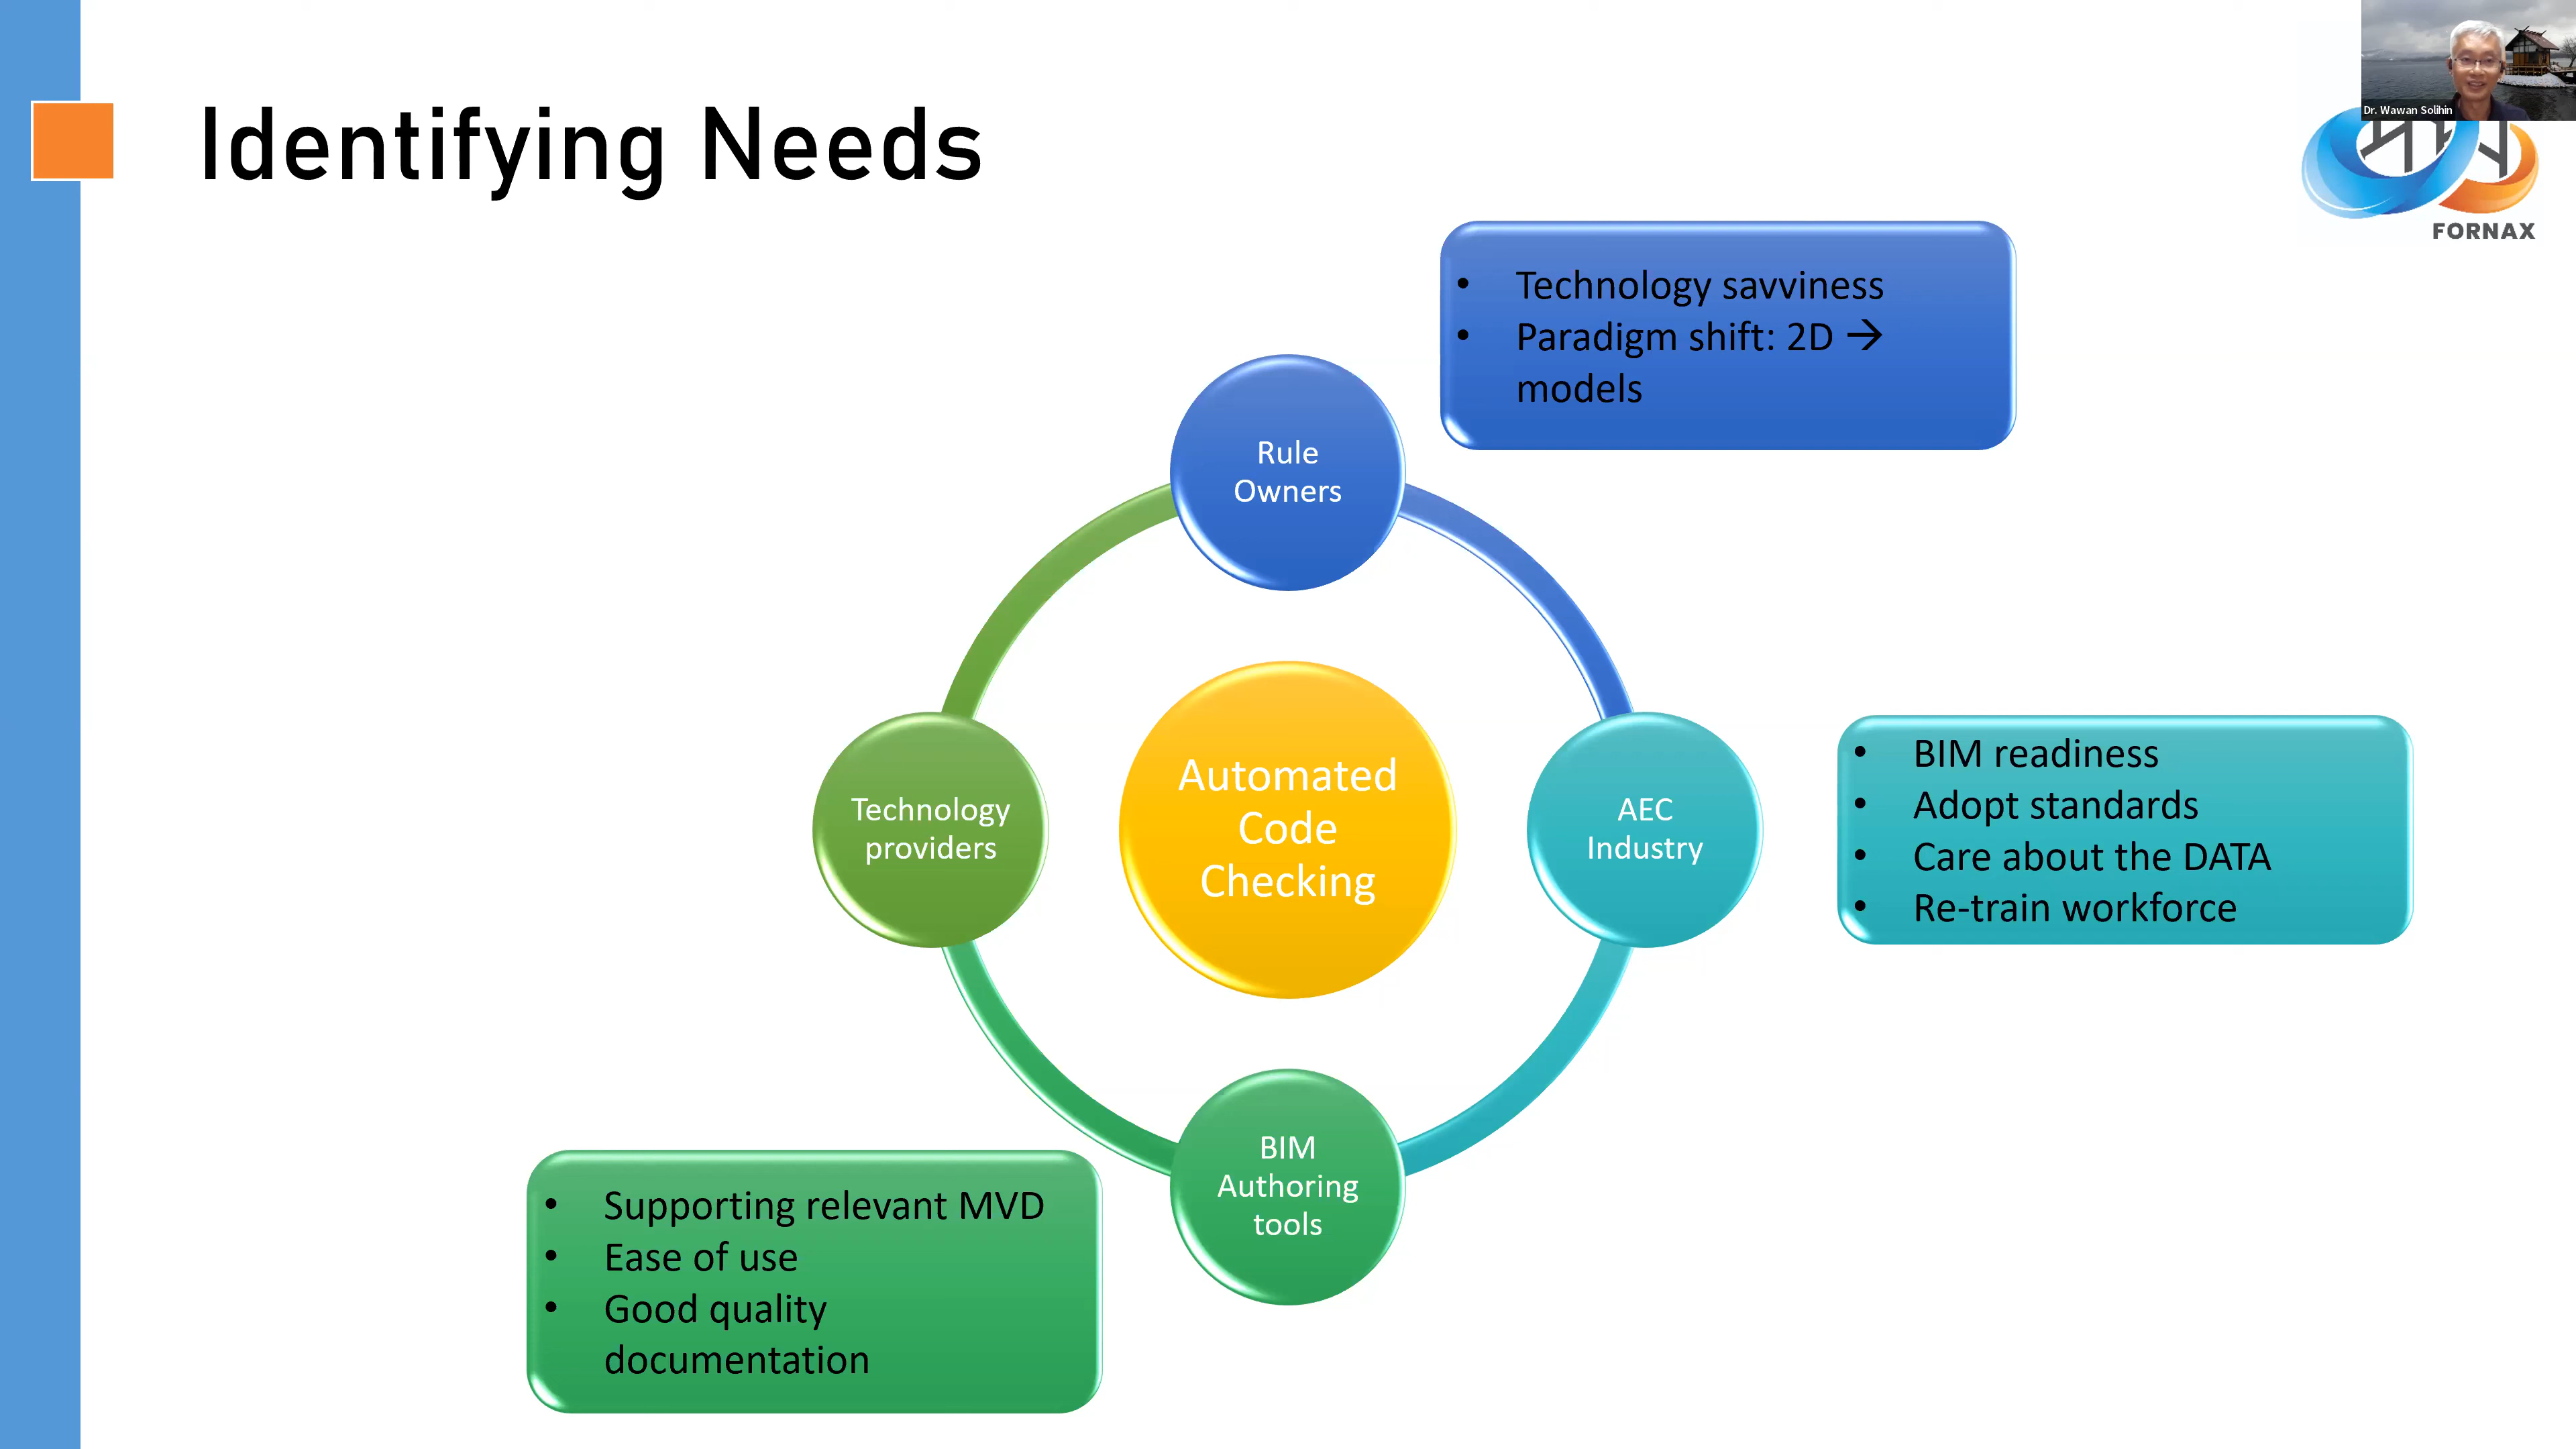 Dr. Wawan Solihin
Identifying Needs
FORNAX
• Technology savviness
• Paradigm shift: 2D →
models
Rule
Owners
Technology
providers
Automated
Code
Checking
AEC
Industry
• BIM readiness
• Adopt standards
• Care about the DATA
• Re-train workforce
BIM
Authoring
tools
• Supporting relevant MVD
• Ease of use
• Good quality
documentation